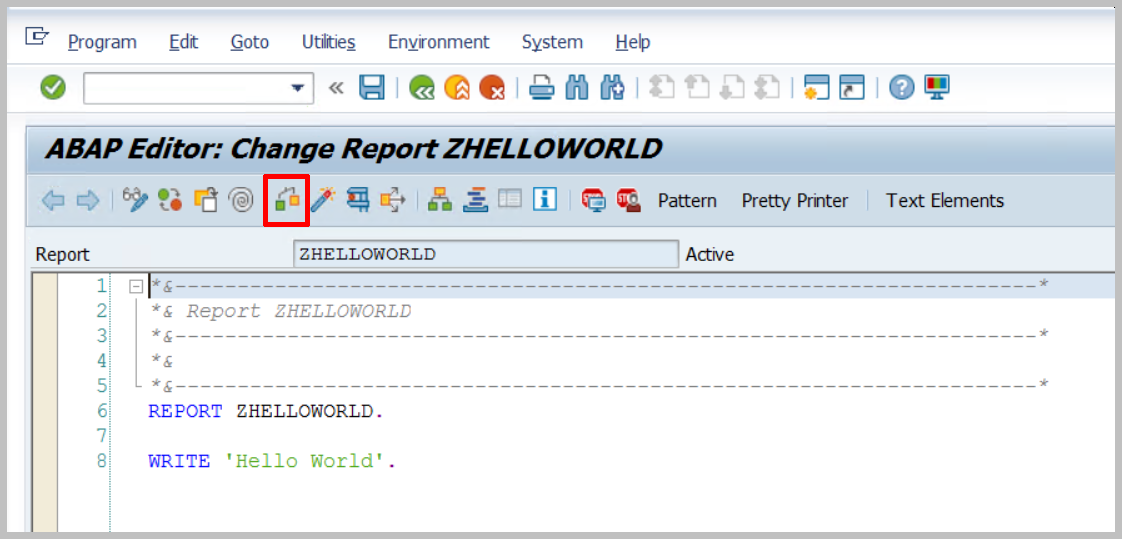 Program Edit Goto Utilities Environment System Help
ABAP Editor: Change Report ZHELLOWORLD
Pattern Pretty Printer Text Elements
Report ZHELLOWORLD Active
1 *&---------------------------------------------------------------------*
2 *& Report ZHELLOWORLD
3 *&---------------------------------------------------------------------*
4 *&
5 *&---------------------------------------------------------------------*
6 REPORT ZHELLOWORLD.
7
8 WRITE 'Hello World'.